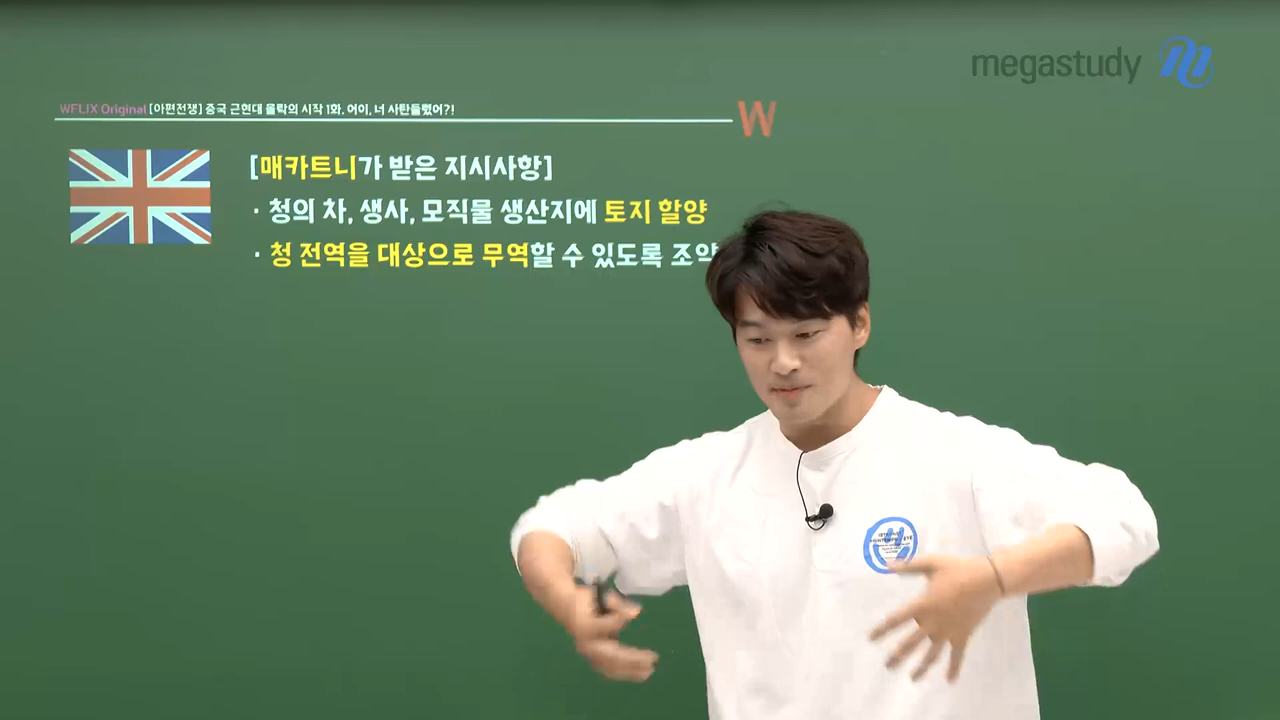 megastudy
WFLIX Original [아편전쟁] 중국 근현대 몰락의 시작 1화. 어이, 너 사탄들렸어?!
W
[매카트니가 받은 지시사항]
· 청의 차, 생사, 모직물 생산지에 토지 할양
· 청 전역을 대상으로 무역할 수 있도록 조약